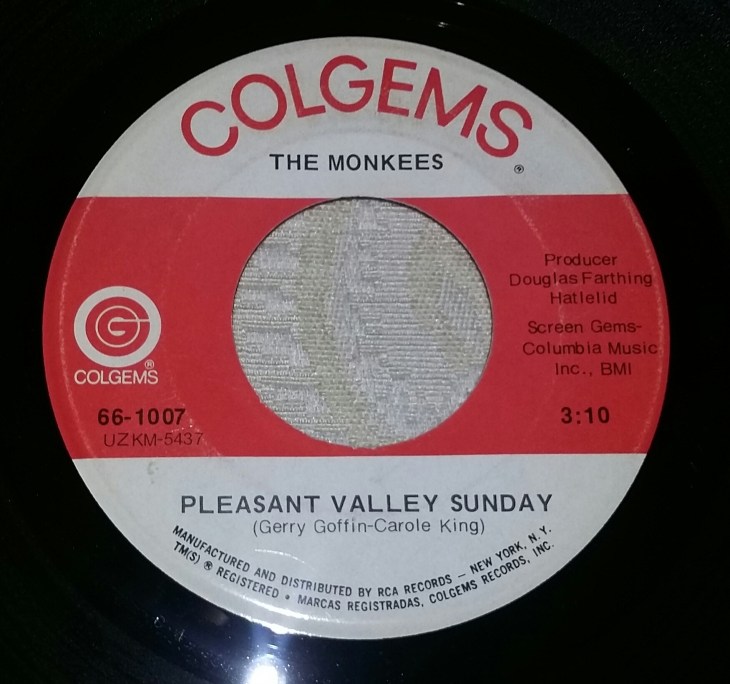 COLGEMS
®
THE MONKEES
Producer
Douglas Farthing
Hatlelid
Screen Gems-
Columbia Music
Inc., BMI
G
®
COLGEMS
66-1007
UZKM-5437
3:10
PLEASANT VALLEY SUNDAY
(Gerry Goffin-Carole King)
MANUFACTURED AND DISTRIBUTED BY RCA RECORDS – NEW YORK, N. Y.
TM(S) ® REGISTERED • MARCAS REGISTRADAS, COLGEMS RECORDS, INC.